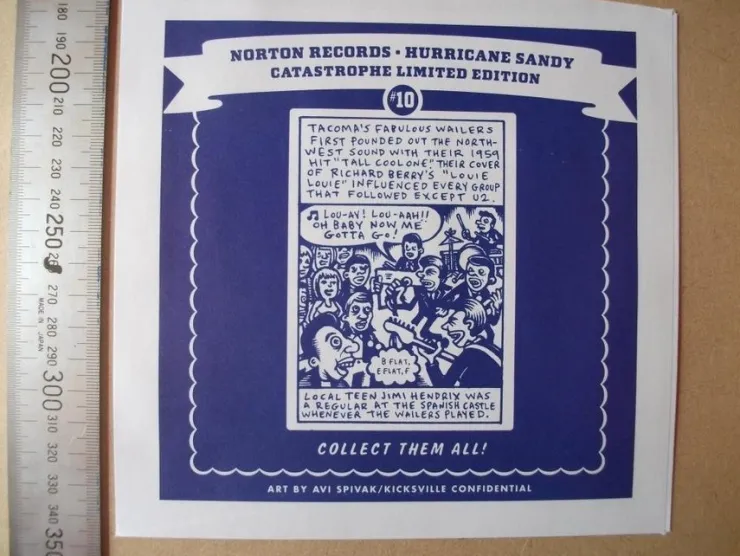 NORTON RECORDS • HURRICANE SANDY
CATASTROPHE LIMITED EDITION
#10
TACOMA'S FABULOUS WAILERS
FIRST POUNDED OUT THE NORTH-
WEST SOUND WITH THEIR 1959
HIT "TALL COOL ONE." THEIR COVER
OF RICHARD BERRY'S "LOUIE
LOUIE" INFLUENCED EVERY GROUP
THAT FOLLOWED EXCEPT U2.
♫ LOU-AY! LOU-AAH!!
OH BABY NOW ME
GOTTA GO!
B FLAT,
E FLAT, F
LOCAL TEEN JIMI HENDRIX WAS
A REGULAR AT THE SPANISH CASTLE
WHENEVER THE WAILERS PLAYED.
COLLECT THEM ALL!
ART BY AVI SPIVAK/KICKSVILLE CONFIDENTIAL
180 190 200 210 220 230 240 250 26 270 280 290 300 310 320 330 340 350
MADE IN JAPAN